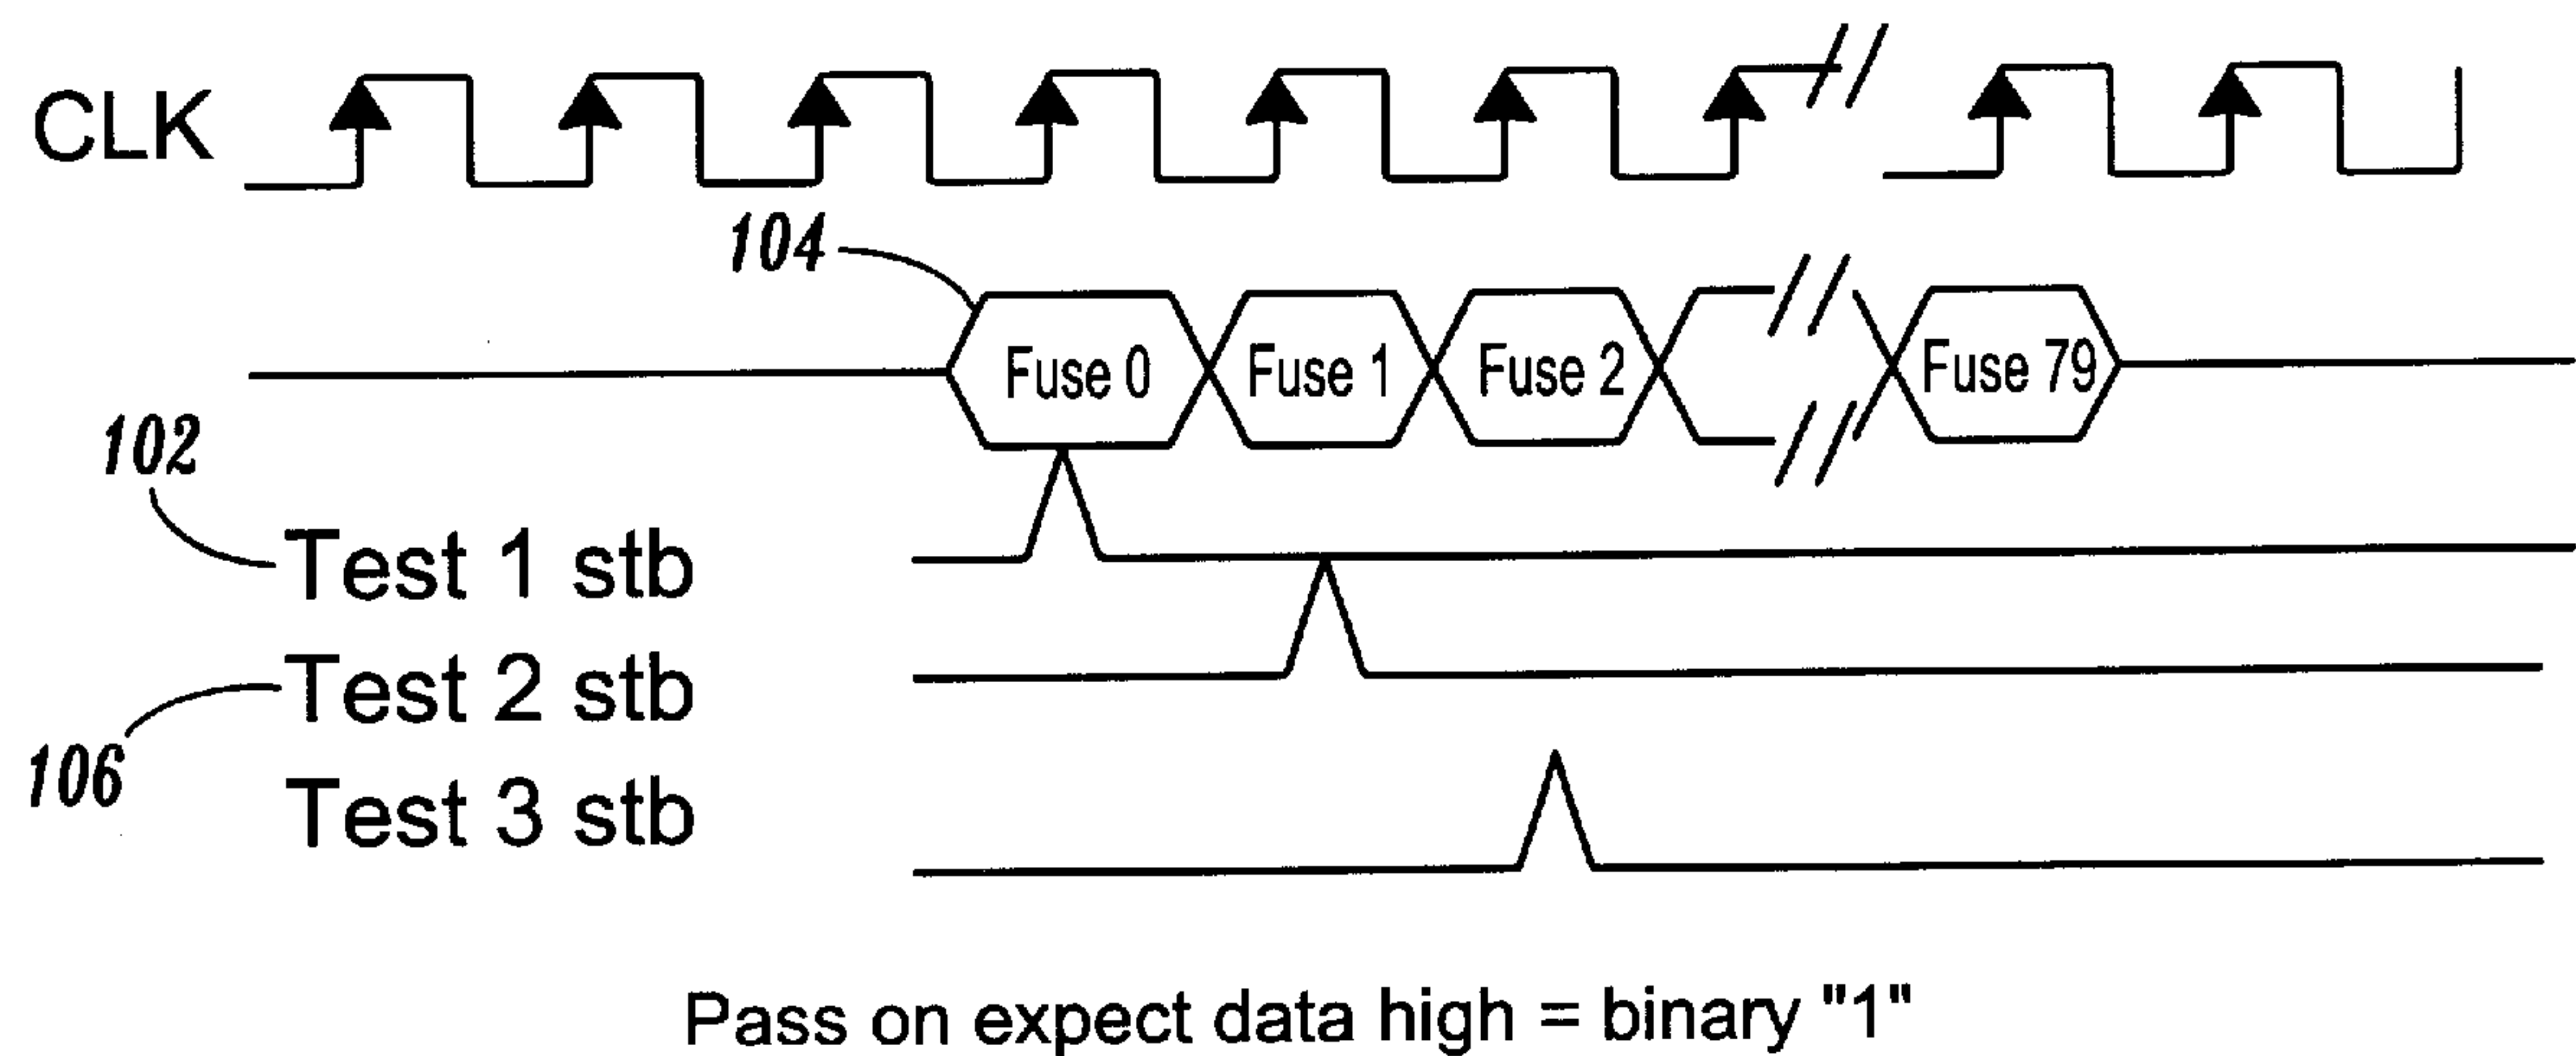 CLK
104
Fuse 0 Fuse 1 Fuse 2 Fuse 79
102
Test 1 stb
Test 2 stb
106
Test 3 stb
Pass on expect data high = binary "1"